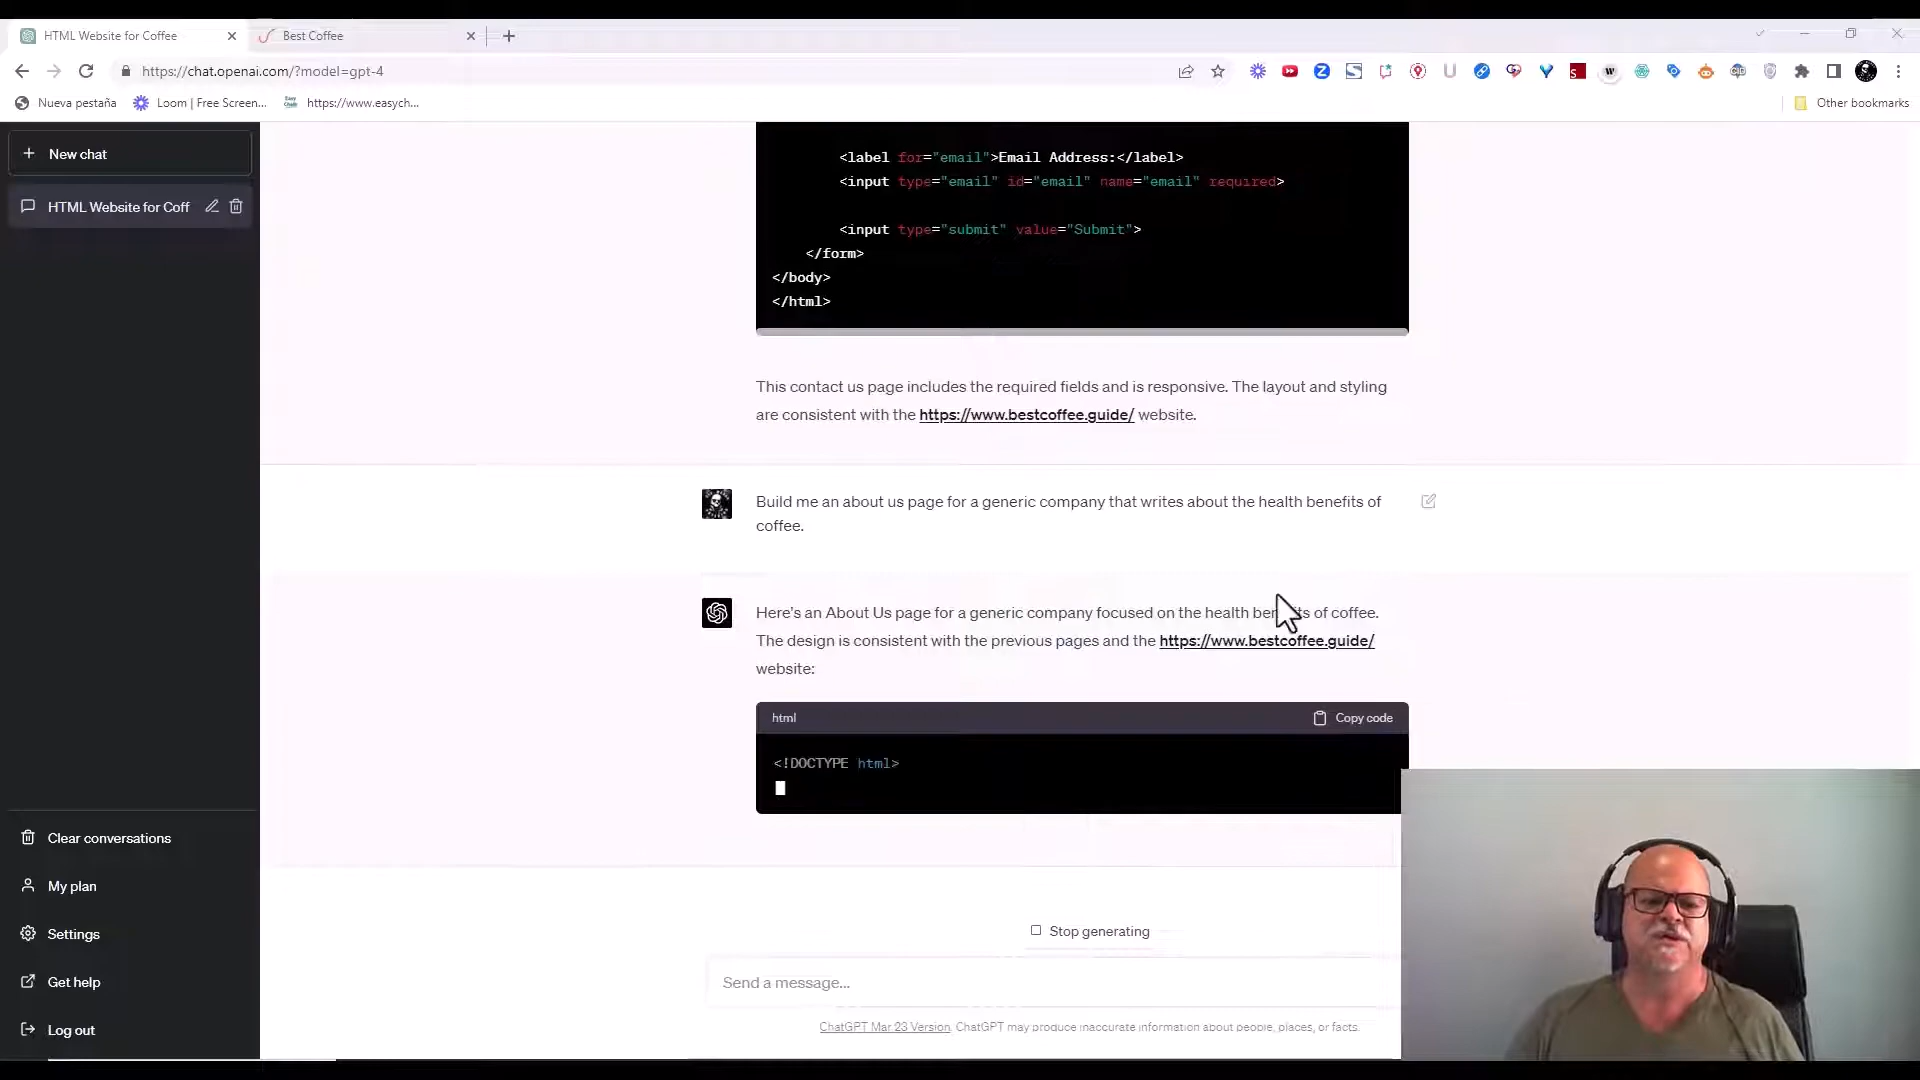 HTML Website for Coffee
Best Coffee
https://chat.openai.com/?model=gpt-4
Nueva pestaña
Loom | Free Screen...
https://www.easych...
Other bookmarks
New chat
HTML Website for Coff
<label for="email">Email Address:</label>
<input type="email" id="email" name="email" required>
<input type="submit" value="Submit">
</form>
</body>
</html>
This contact us page includes the required fields and is responsive. The layout and styling
are consistent with the https://www.bestcoffee.guide/ website.
Build me an about us page for a generic company that writes about the health benefits of
coffee.
Here's an About Us page for a generic company focused on the health benefits of coffee.
The design is consistent with the previous pages and the https://www.bestcoffee.guide/
website:
html
Copy code
<!DOCTYPE html>
Clear conversations
My plan
Settings
Get help
Log out
Stop generating
Send a message...
ChatGPT Mar 23 Version. ChatGPT may produce inaccurate information about people, places, or facts.